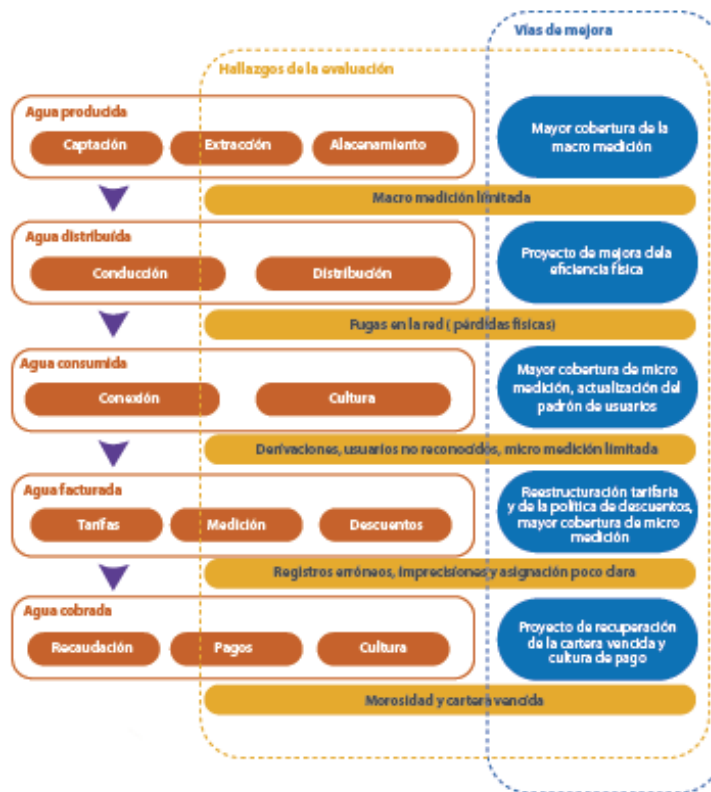 Vías de mejora
Hallazgos de la evaluación
Agua producida
Captación
Extracción
Alacenamiento
Mayor cobertura de la
macro medición
Macro medición limitada
Agua distribuída
Conducción
Distribución
Proyecto de mejora dela
eficiencia física
Fugas en la red ( pérdidas físicas)
Agua consumida
Conexión
Cultura
Mayor cobertura de micro
medición, actualización del
padrón de usuarios
Derivaciones, usuarios no reconocidos, micro medición limitada
Agua facturada
Tarifas
Medición
Descuentos
Reestructuración tarifaria
y de la política de descuentos,
mayor cobertura de micro
medición
Registros erróneos, imprecisiones y asignación poco clara
Agua cobrada
Recaudación
Pagos
Cultura
Proyecto de recuperación
de la cartera vencida y
cultura de pago
Morosidad y cartera vencida